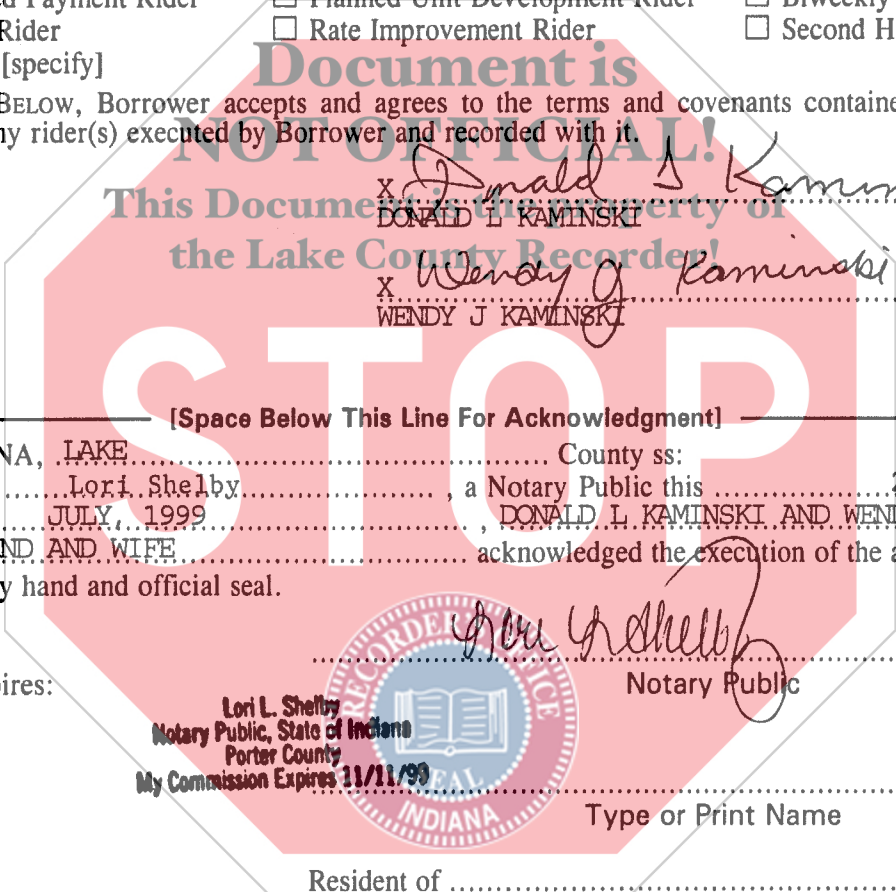 d Payment Rider ☐ Planned Unit Development Rider ☐ Biweekly
Rider ☐ Rate Improvement Rider ☐ Second H
[specify]
Document is
BELOW, Borrower accepts and agrees to the terms and covenants containe
y rider(s) executed by Borrower and recorded with it.
NOT OFFICIAL!
X Donald L Kamin
This Document is the property of
DONALD L KAMINSKI
the Lake County Recorder!
X Wendy J Kaminski
WENDY J KAMINSKI
STOP
[Space Below This Line For Acknowledgment]
NA, LAKE County ss:
Lori Shelby , a Notary Public this 2
JULY, 1999 , DONALD L KAMINSKI AND WEND
ND AND WIFE acknowledged the execution of the a
y hand and official seal.
Lori L Shelby
ires: Notary Public
RECORDER'S OFFICE
SEAL
INDIANA
Lori L. Shelby
Notary Public, State of Indiana
Porter County
My Commission Expires 11/11/99
Type or Print Name
Resident of